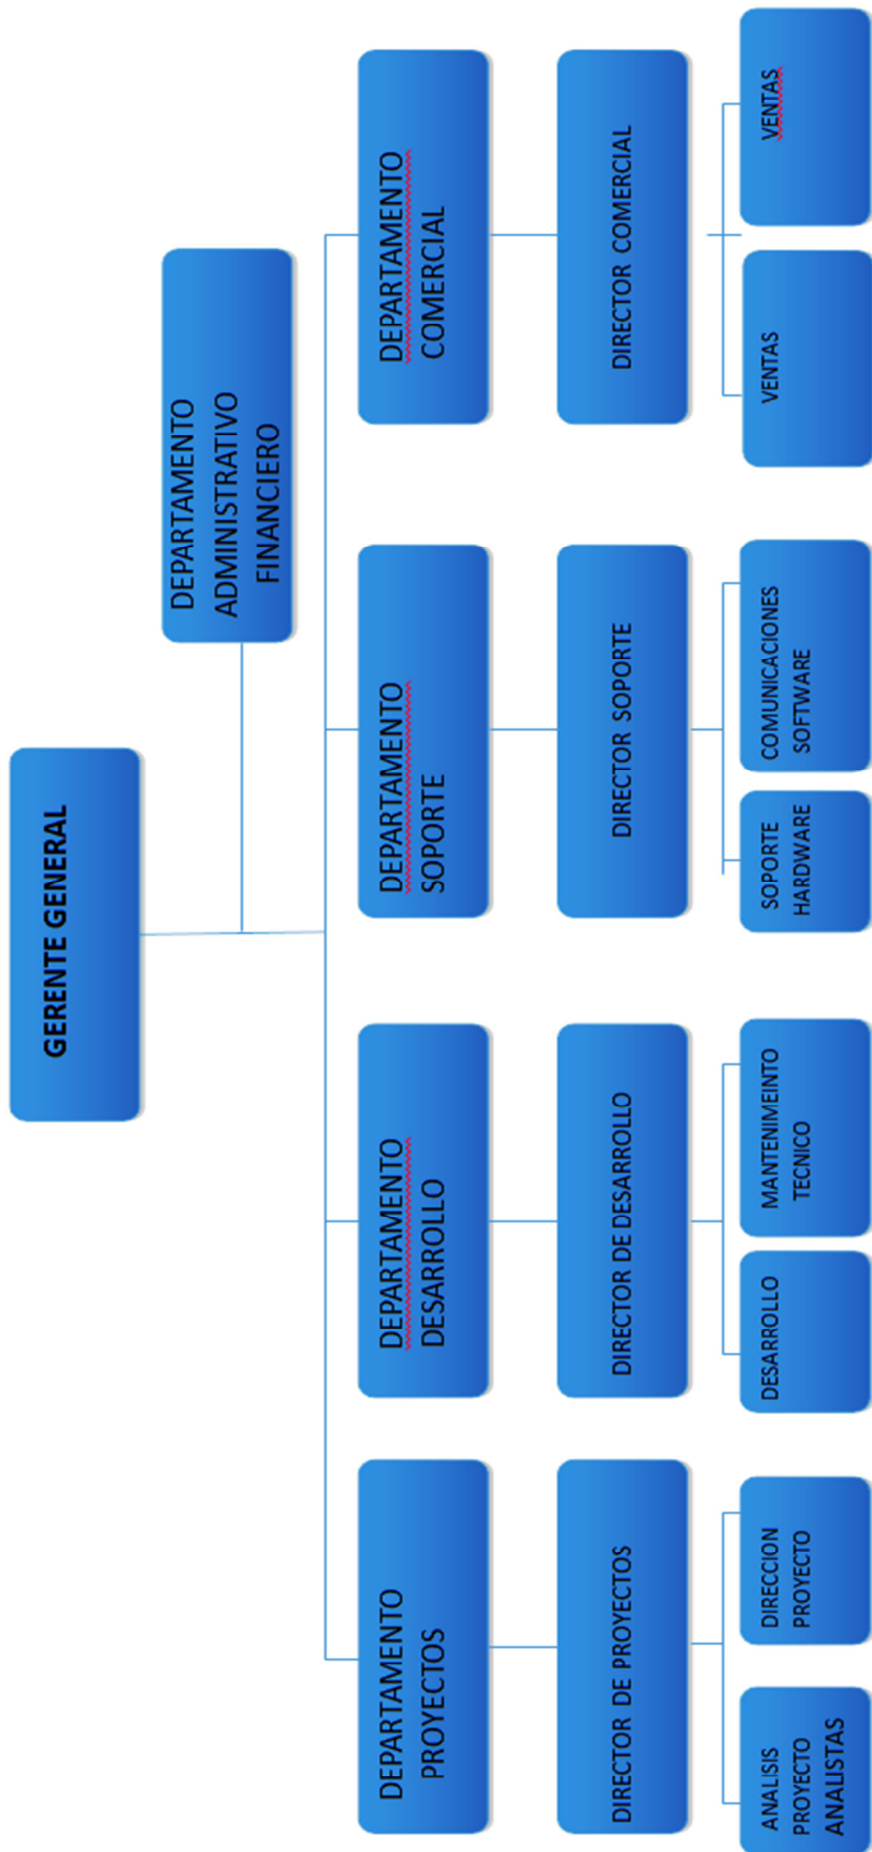 GERENTE GENERAL
DEPARTAMENTO
ADMINISTRATIVO
FINANCIERO
DEPARTAMENTO
PROYECTOS
DEPARTAMENTO
DESARROLLO
DEPARTAMENTO
SOPORTE
DEPARTAMENTO
COMERCIAL
DIRECTOR DE PROYECTOS
DIRECTOR DE DESARROLLO
DIRECTOR SOPORTE
DIRECTOR COMERCIAL
ANALISIS
PROYECTO
ANALISTAS
DIRECCION
PROYECTO
DESARROLLO
MANTENIMEINTO
TECNICO
SOPORTE
HARDWARE
COMUNICACIONES
SOFTWARE
VENTAS
VENTAS